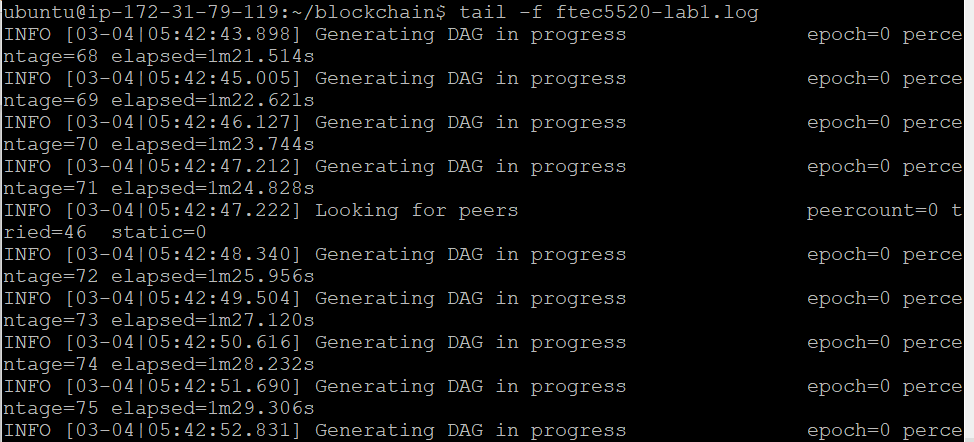 ubuntu@ip-172-31-79-119:~/blockchain$ tail -f ftec5520-lab1.log
INFO [03-04|05:42:43.898] Generating DAG in progress               epoch=0 perce
ntage=68 elapsed=1m21.514s
INFO [03-04|05:42:45.005] Generating DAG in progress               epoch=0 perce
ntage=69 elapsed=1m22.621s
INFO [03-04|05:42:46.127] Generating DAG in progress               epoch=0 perce
ntage=70 elapsed=1m23.744s
INFO [03-04|05:42:47.212] Generating DAG in progress               epoch=0 perce
ntage=71 elapsed=1m24.828s
INFO [03-04|05:42:47.222] Looking for peers                        peercount=0 t
ried=46  static=0
INFO [03-04|05:42:48.340] Generating DAG in progress               epoch=0 perce
ntage=72 elapsed=1m25.956s
INFO [03-04|05:42:49.504] Generating DAG in progress               epoch=0 perce
ntage=73 elapsed=1m27.120s
INFO [03-04|05:42:50.616] Generating DAG in progress               epoch=0 perce
ntage=74 elapsed=1m28.232s
INFO [03-04|05:42:51.690] Generating DAG in progress               epoch=0 perce
ntage=75 elapsed=1m29.306s
INFO [03-04|05:42:52.831] Generating DAG in progress               epoch=0 perce